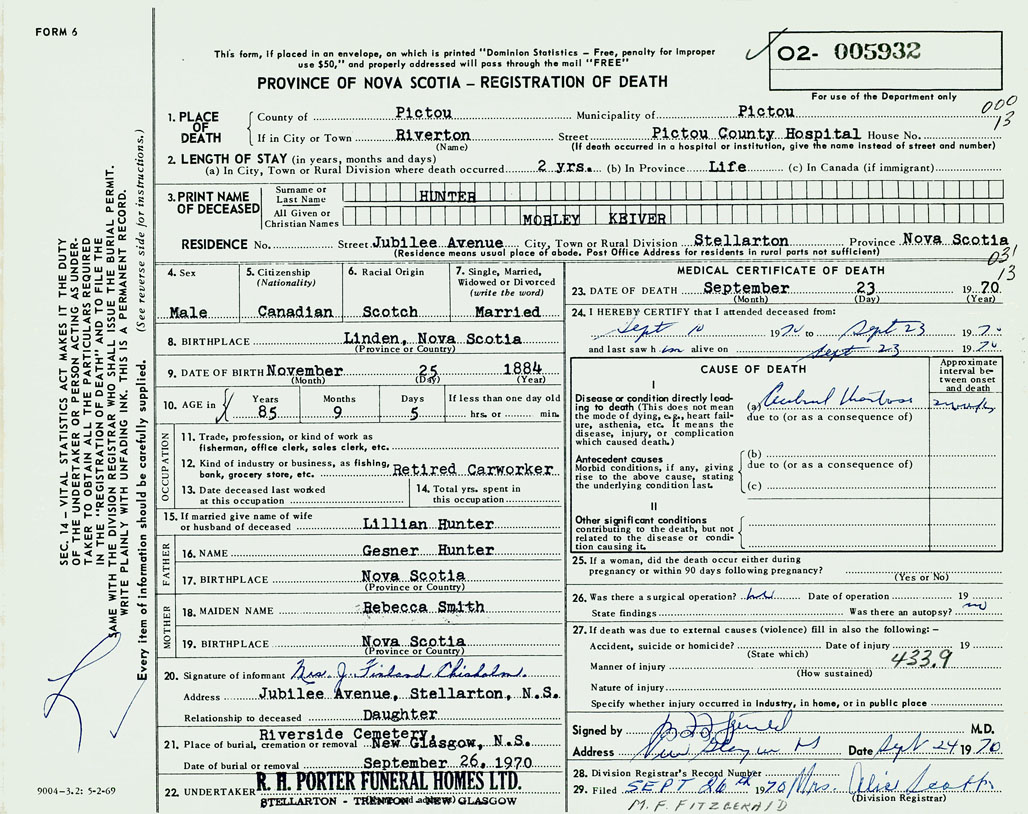 FORM 6
This form, if placed in an envelope, on which is printed "Dominion Statistics – Free, penalty for improper
use $50," and properly addressed will pass through the mail "FREE"
PROVINCE OF NOVA SCOTIA – REGISTRATION OF DEATH
02- 005932
For use of the Department only
000
13
1. PLACE OF DEATH
County of Pictou Municipality of Pictou
If in City or Town Riverton Street Pictou County Hospital House No.
(Name) (If death occurred in a hospital or institution, give the name instead of street and number)
2. LENGTH OF STAY (in years, months and days)
(a) In City, Town or Rural Division where death occurred 2 yrs. (b) In Province Life (c) In Canada (if immigrant)
3. PRINT NAME OF DECEASED
Surname or Last Name HUNTER
All Given or Christian Names MORLEY KEIVER
RESIDENCE No. Street Jubilee Avenue City, Town or Rural Division Stellarton Province Nova Scotia
(Residence means usual place of abode. Post Office Address for residents in rural parts not sufficient)
031
13
4. Sex
Male
5. Citizenship (Nationality)
Canadian
6. Racial Origin
Scotch
7. Single, Married, Widowed or Divorced (write the word)
Married
8. BIRTHPLACE Linden, Nova Scotia
(Province or Country)
9. DATE OF BIRTH November 25 1884
(Month) (Day) (Year)
10. AGE in Years Months Days If less than one day old
85 9 5 hrs. or min.
OCCUPATION
11. Trade, profession, or kind of work as
fisherman, office clerk, sales clerk, etc.
12. Kind of industry or business, as fishing,
bank, grocery store, etc. Retired Carworker
13. Date deceased last worked
at this occupation
14. Total yrs. spent in
this occupation
15. If married give name of wife
or husband of deceased Lillian Hunter
FATHER
16. NAME Gesner Hunter
17. BIRTHPLACE Nova Scotia
(Province or Country)
MOTHER
18. MAIDEN NAME Rebecca Smith
19. BIRTHPLACE Nova Scotia
(Province or Country)
20. Signature of informant Mrs. J. Finland Chisholm.
Address Jubilee Avenue, Stellarton, N.S.
Relationship to deceased Daughter
Riverside Cemetery,
21. Place of burial, cremation or removal New Glasgow, N.S.
Date of burial or removal September 26, 1970
22. UNDERTAKER R. H. PORTER FUNERAL HOMES LTD.
STELLARTON - TRENTON - NEW GLASGOW
MEDICAL CERTIFICATE OF DEATH
23. DATE OF DEATH September 23 1970
(Month) (Day) (Year)
24. I HEREBY CERTIFY that I attended deceased from:
Sept 10 1970 to Sept 23 1970
and last saw him alive on Sept 23 1970
CAUSE OF DEATH
Approximate interval between onset and death
I
Disease or condition directly lead-
ing to death (This does not mean
the mode of dying, e.g., heart fail-
ure, asthenia, etc. It means the
disease, injury, or complication
which caused death.)
(a)
due to (or as a consequence of)
Antecedent causes
Morbid conditions, if any, giving
rise to the above cause, stating
the underlying condition last.
(b)
due to (or as a consequence of)
(c)
II
Other significant conditions
contributing to the death, but not
related to the disease or condi-
tion causing it.
25. If a woman, did the death occur either during
pregnancy or within 90 days following pregnancy?
(Yes or No)
26. Was there a surgical operation? no Date of operation 19
State findings Was there an autopsy? no
27. If death was due to external causes (violence) fill in also the following: –
Accident, suicide or homicide? Date of injury 19
(State which)
433.9
Manner of injury
(How sustained)
Nature of injury
Specify whether injury occurred in industry, in home, or in public place
Signed by M.D.
Address New Glasgow NS Date Sept 24 1970
28. Division Registrar's Record Number
29. Filed SEPT 26th 1970 Mrs. Alice Scott
(Division Registrar)
M. F. FITZGERALD
SEC. 14 – VITAL STATISTICS ACT MAKES IT THE DUTY
OF THE UNDERTAKER OR PERSON ACTING AS UNDER-
TAKER TO OBTAIN ALL THE PARTICULARS REQUIRED
IN THE "REGISTRATION OF DEATH" AND TO FILE THE
SAME WITH THE DIVISION REGISTRAR WHO SHALL ISSUE THE BURIAL PERMIT.
WRITE PLAINLY WITH UNFADING INK. THIS IS A PERMANENT RECORD.
Every item of Information should be carefully supplied. (See reverse side for instructions.)
9004-3.2: 5-2-69